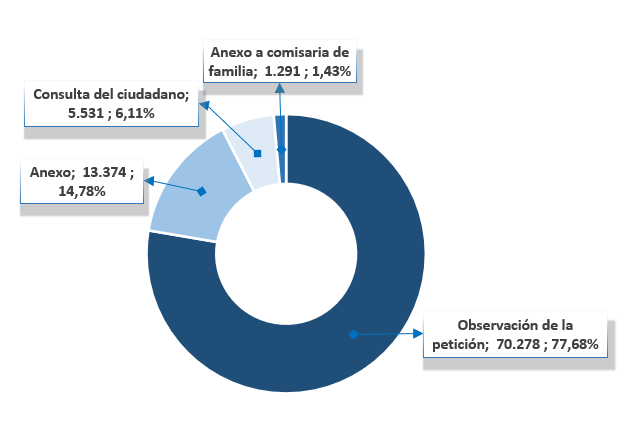 Anexo a comisaria de
familia;  1.291 ; 1,43%
Consulta del ciudadano;
5.531 ; 6,11%
Anexo;  13.374 ;
14,78%
Observación de la
petición;  70.278 ; 77,68%